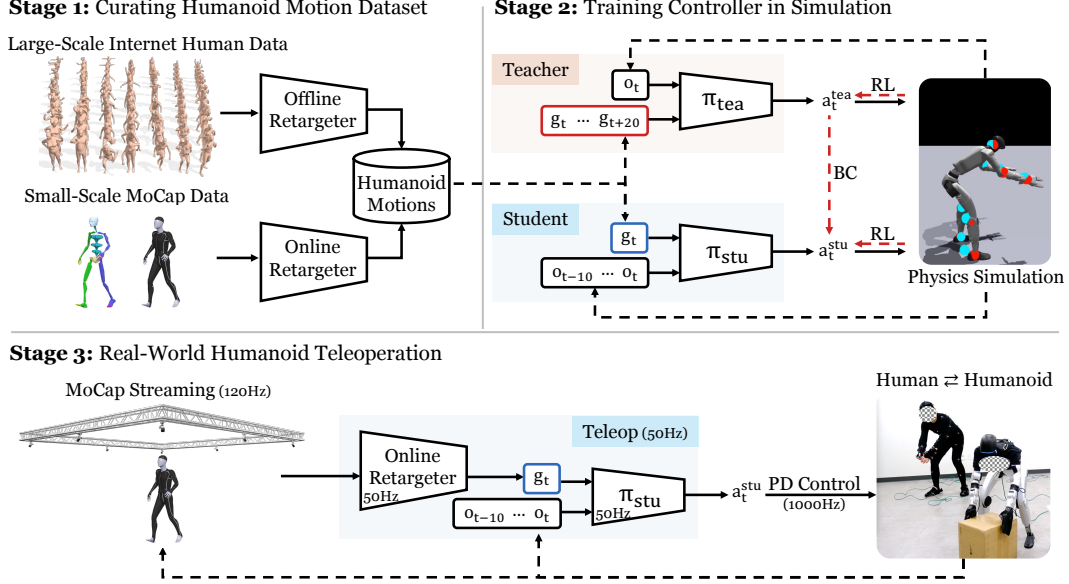 Stage 1: Curating Humanoid Motion Dataset
Large-Scale Internet Human Data
Offline
Retargeter
Humanoid
Motions
Small-Scale MoCap Data
Online
Retargeter
Stage 2: Training Controller in Simulation
Teacher
o_t
g_t ... g_{t+20}
π_tea
a_t^tea
RL
BC
Student
g_t
o_{t−10} ... o_t
π_stu
a_t^stu
RL
Physics Simulation
Stage 3: Real-World Humanoid Teleoperation
MoCap Streaming (120Hz)
Teleop (50Hz)
Online
Retargeter
50Hz
g_t
o_{t−10} ... o_t
π_stu
50Hz
a_t^stu
PD Control
(1000Hz)
Human ⇄ Humanoid